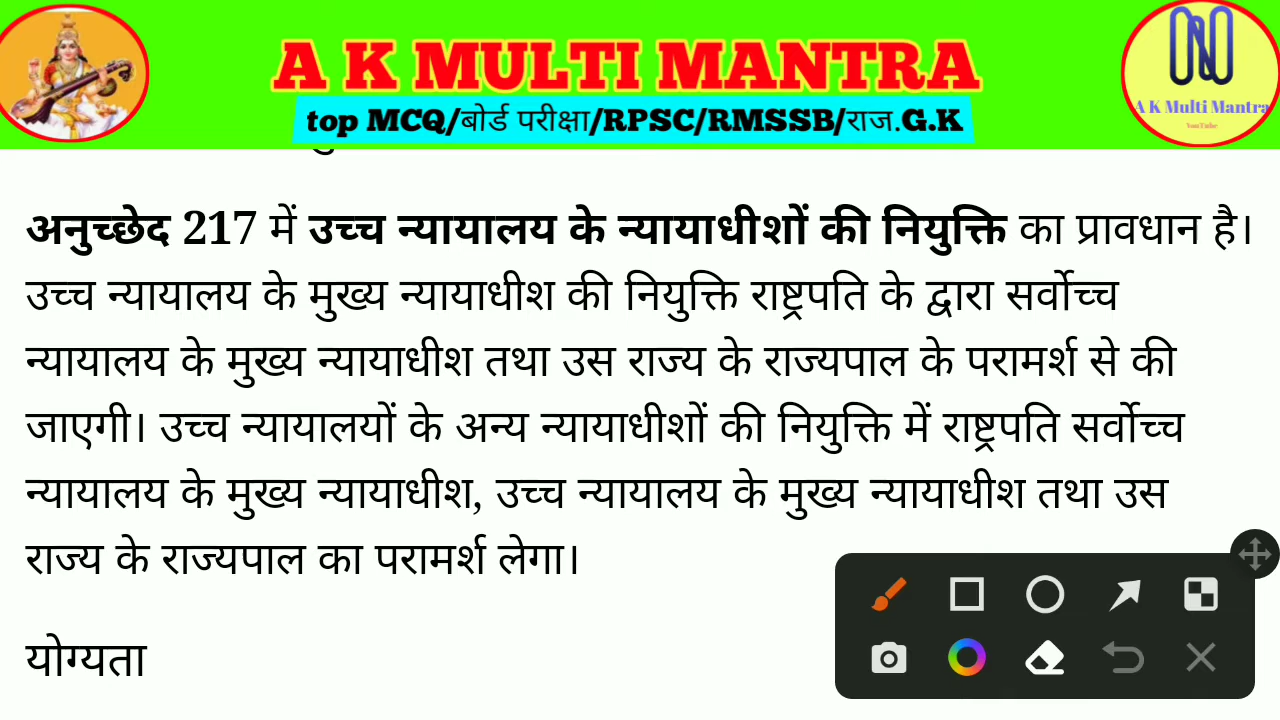 A K MULTI MANTRA
top MCQ/बोर्ड परीक्षा/RPSC/RMSSB/राज.G.K
A K Multi Mantra
YouTube
अनुच्छेद 217 में उच्च न्यायालय के न्यायाधीशों की नियुक्ति का प्रावधान है।
उच्च न्यायालय के मुख्य न्यायाधीश की नियुक्ति राष्ट्रपति के द्वारा सर्वोच्च
न्यायालय के मुख्य न्यायाधीश तथा उस राज्य के राज्यपाल के परामर्श से की
जाएगी। उच्च न्यायालयों के अन्य न्यायाधीशों की नियुक्ति में राष्ट्रपति सर्वोच्च
न्यायालय के मुख्य न्यायाधीश, उच्च न्यायालय के मुख्य न्यायाधीश तथा उस
राज्य के राज्यपाल का परामर्श लेगा।
योग्यता